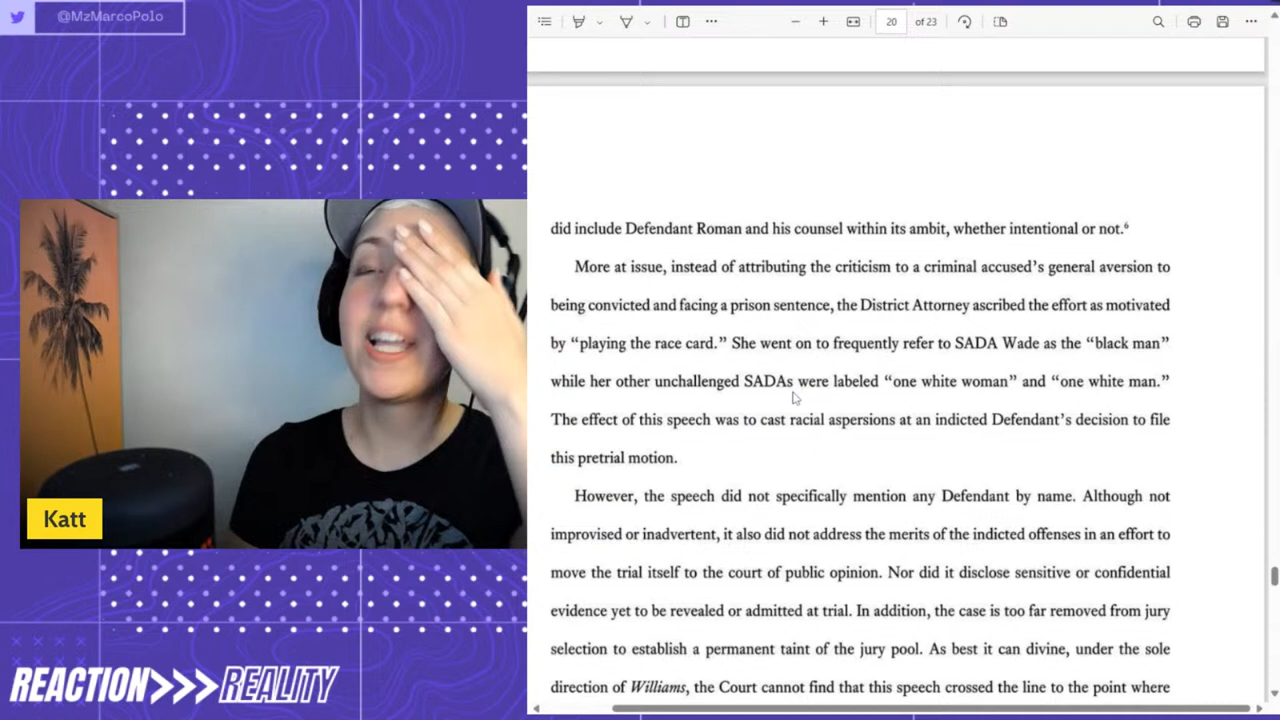 @MzMarcoPolo
20 of 23
did include Defendant Roman and his counsel within its ambit, whether intentional or not.⁶
More at issue, instead of attributing the criticism to a criminal accused's general aversion to
being convicted and facing a prison sentence, the District Attorney ascribed the effort as motivated
by “playing the race card.” She went on to frequently refer to SADA Wade as the “black man”
while her other unchallenged SADAs were labeled “one white woman” and “one white man.”
The effect of this speech was to cast racial aspersions at an indicted Defendant’s decision to file
this pretrial motion.
However, the speech did not specifically mention any Defendant by name. Although not
improvised or inadvertent, it also did not address the merits of the indicted offenses in an effort to
move the trial itself to the court of public opinion. Nor did it disclose sensitive or confidential
evidence yet to be revealed or admitted at trial. In addition, the case is too far removed from jury
selection to establish a permanent taint of the jury pool. As best it can divine, under the sole
direction of Williams, the Court cannot find that this speech crossed the line to the point where
Katt
REACTION>>>REALITY